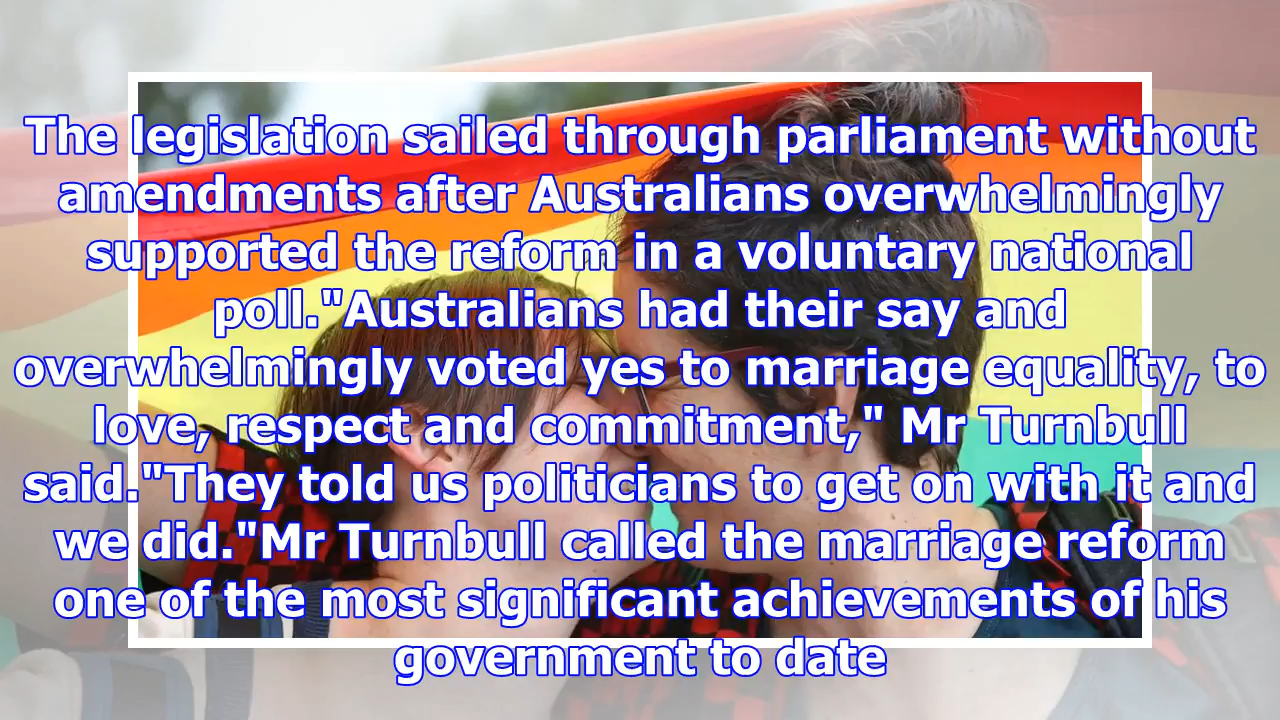 The legislation sailed through parliament without
amendments after Australians overwhelmingly
supported the reform in a voluntary national
poll."Australians had their say and
overwhelmingly voted yes to marriage equality, to
love, respect and commitment," Mr Turnbull
said."They told us politicians to get on with it and
we did."Mr Turnbull called the marriage reform
one of the most significant achievements of his
government to date